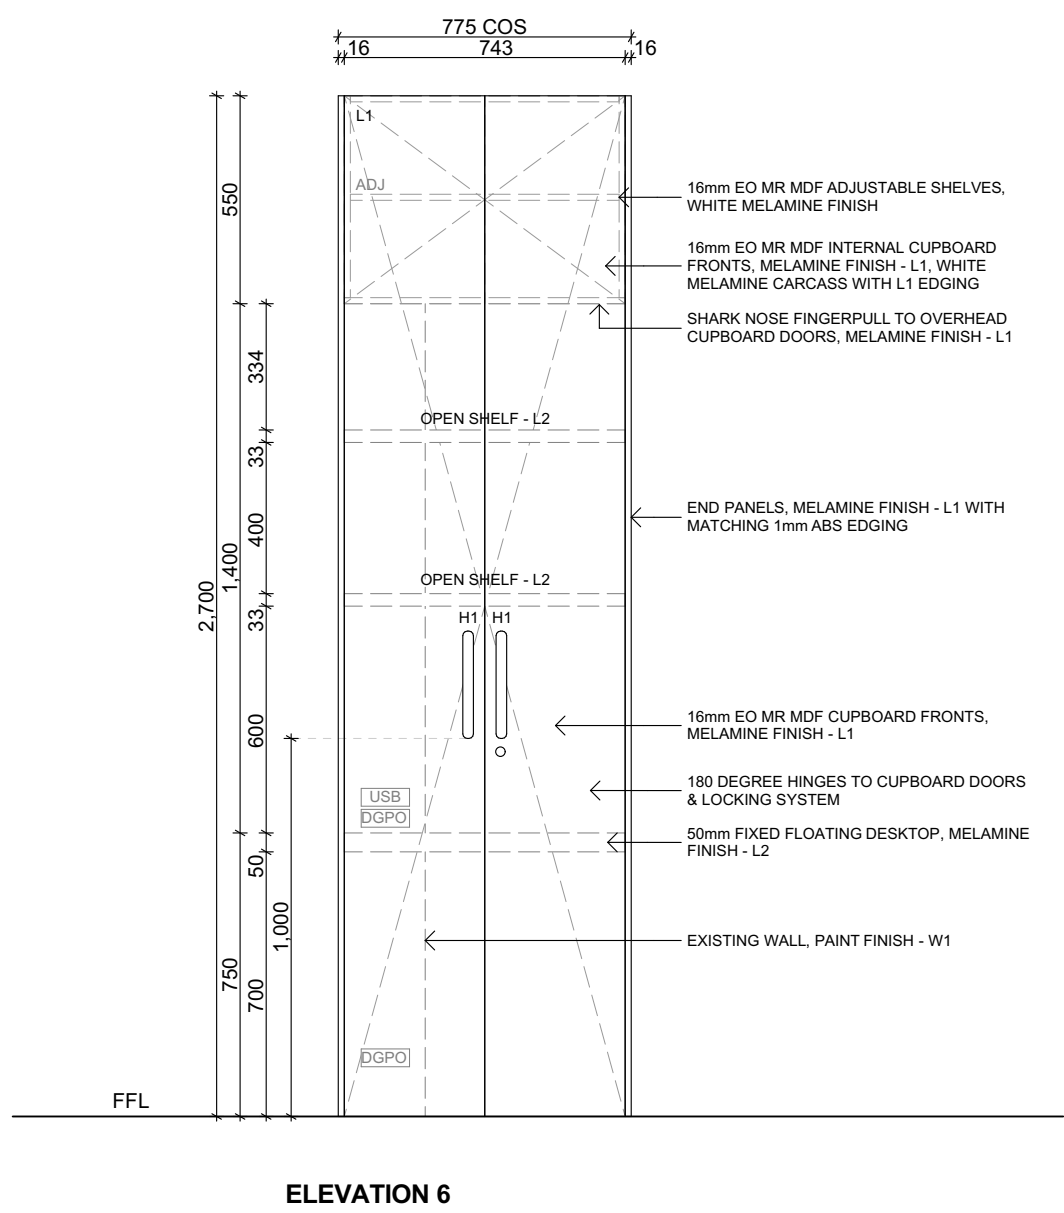 775 COS
16
743
16
L1
ADJ
550
16mm EO MR MDF ADJUSTABLE SHELVES,
WHITE MELAMINE FINISH
16mm EO MR MDF INTERNAL CUPBOARD
FRONTS, MELAMINE FINISH - L1, WHITE
MELAMINE CARCASS WITH L1 EDGING
SHARK NOSE FINGERPULL TO OVERHEAD
CUPBOARD DOORS, MELAMINE FINISH - L1
334
OPEN SHELF - L2
33
400
END PANELS, MELAMINE FINISH - L1 WITH
MATCHING 1mm ABS EDGING
1,400
2,700
OPEN SHELF - L2
33
H1
H1
600
16mm EO MR MDF CUPBOARD FRONTS,
MELAMINE FINISH - L1
180 DEGREE HINGES TO CUPBOARD DOORS
& LOCKING SYSTEM
USB
DGPO
50mm FIXED FLOATING DESKTOP, MELAMINE
FINISH - L2
50
1,000
EXISTING WALL, PAINT FINISH - W1
750
700
DGPO
FFL
ELEVATION 6